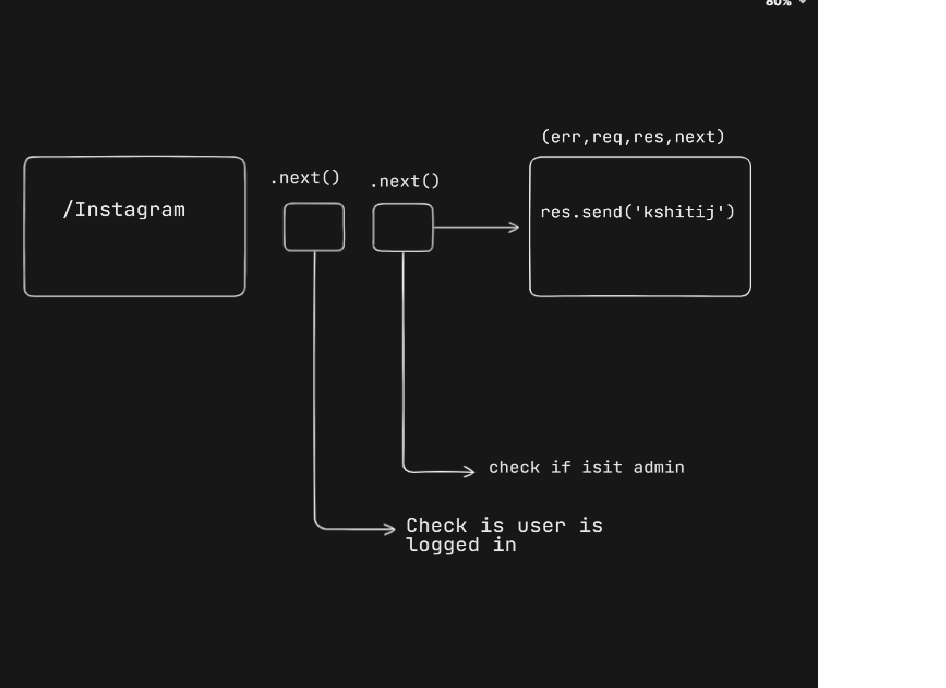 80%
(err,req,res,next)
.next()
.next()
/Instagram
res.send('kshitij')
check if isit admin
Check is user is
logged in